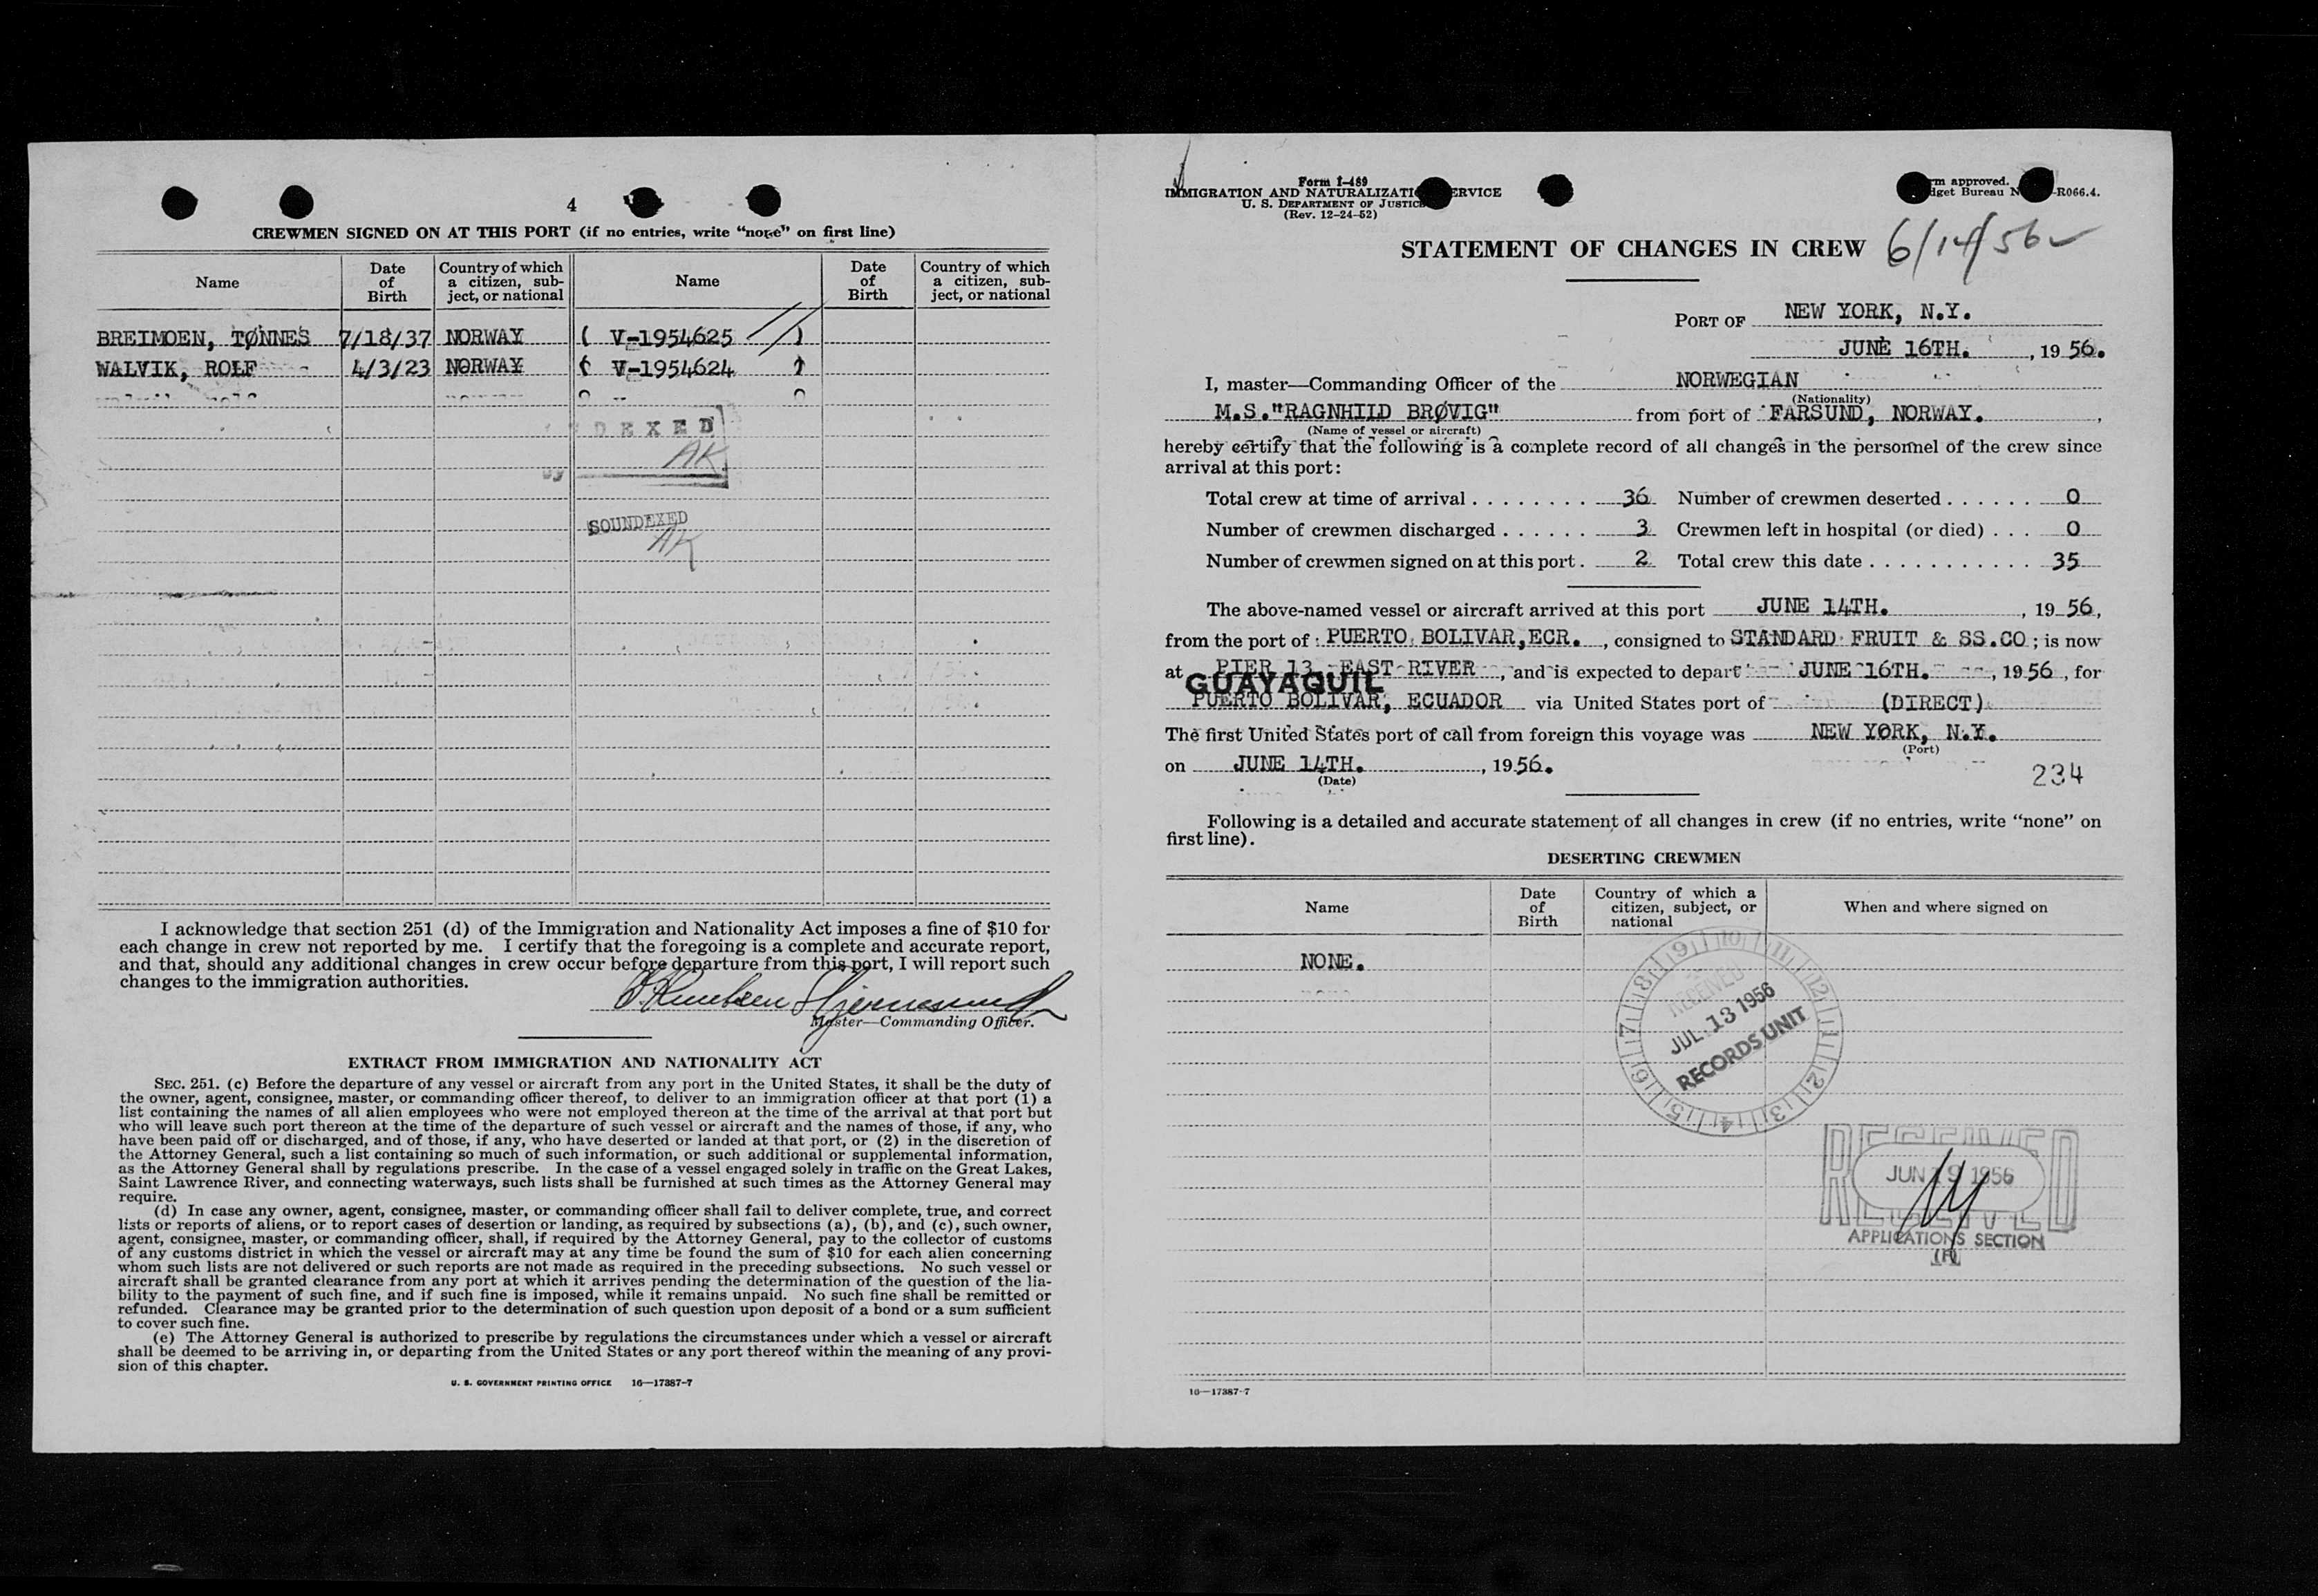 4
CREWMEN SIGNED ON AT THIS PORT (if no entries, write “none” on first line)
Name
Date of Birth
Country of which a citizen, subject, or national
Name
Date of Birth
Country of which a citizen, subject, or national
BREIMOEN, TØNNES 7/18/37 NORWAY ( V-1954625 )
WALVIK, ROLF 4/3/23 NORWAY ( V-1954624 )
DEXED
By AK
SOUNDEXED
AK
I acknowledge that section 251 (d) of the Immigration and Nationality Act imposes a fine of $10 for
each change in crew not reported by me. I certify that the foregoing is a complete and accurate report,
and that, should any additional changes in crew occur before departure from this port, I will report such
changes to the immigration authorities.
Master—Commanding Officer.
EXTRACT FROM IMMIGRATION AND NATIONALITY ACT
SEC. 251. (c) Before the departure of any vessel or aircraft from any port in the United States, it shall be the duty of
the owner, agent, consignee, master, or commanding officer thereof, to deliver to an immigration officer at that port (1) a
list containing the names of all alien employees who were not employed thereon at the time of the arrival at that port but
who will leave such port thereon at the time of the departure of such vessel or aircraft and the names of those, if any, who
have been paid off or discharged, and of those, if any, who have deserted or landed at that port, or (2) in the discretion of
the Attorney General, such a list containing so much of such information, or such additional or supplemental information,
as the Attorney General shall by regulations prescribe. In the case of a vessel engaged solely in traffic on the Great Lakes,
Saint Lawrence River, and connecting waterways, such lists shall be furnished at such times as the Attorney General may
require.
(d) In case any owner, agent, consignee, master, or commanding officer shall fail to deliver complete, true, and correct
lists or reports of aliens, or to report cases of desertion or landing, as required by subsections (a), (b), and (c), such owner,
agent, consignee, master, or commanding officer, shall, if required by the Attorney General, pay to the collector of customs
of any customs district in which the vessel or aircraft may at any time be found the sum of $10 for each alien concerning
whom such lists are not delivered or such reports are not made as required in the preceding subsections. No such vessel or
aircraft shall be granted clearance from any port at which it arrives pending the determination of the question of the lia-
bility to the payment of such fine, and if such fine is imposed, while it remains unpaid. No such fine shall be remitted or
refunded. Clearance may be granted prior to the determination of such question upon deposit of a bond or a sum sufficient
to cover such fine.
(e) The Attorney General is authorized to prescribe by regulations the circumstances under which a vessel or aircraft
shall be deemed to be arriving in, or departing from the United States or any port thereof within the meaning of any provi-
sion of this chapter.
U. S. GOVERNMENT PRINTING OFFICE 16—17387-7
Form I-489
IMMIGRATION AND NATURALIZATI ERVICE
U. S. DEPARTMENT OF JUSTICE
(Rev. 12-24-52)
rm approved.
dget Bureau N -R066.4.
STATEMENT OF CHANGES IN CREW 6/14/56
PORT OF NEW YORK, N.Y.
JUNE 16TH. , 19 56.
I, master—Commanding Officer of the NORWEGIAN
(Nationality)
M.S."RAGNHILD BRØVIG" from port of FARSUND, NORWAY. ,
(Name of vessel or aircraft)
hereby certify that the following is a complete record of all changes in the personnel of the crew since
arrival at this port:
Total crew at time of arrival . . . . . . . . 36 Number of crewmen deserted . . . . . . 0
Number of crewmen discharged . . . . . . 3 Crewmen left in hospital (or died) . . . 0
Number of crewmen signed on at this port . 2 Total crew this date . . . . . . . . . . . 35
The above-named vessel or aircraft arrived at this port JUNE 14TH. , 19 56,
from the port of PUERTO BOLIVAR,ECR. , consigned to STANDARD FRUIT & SS.CO ; is now
at PIER 13, EAST RIVER , and is expected to depart JUNE 16TH. , 19 56 , for
GUAYAQUIL
PUERTO BOLIVAR, ECUADOR via United States port of (DIRECT)
The first United States port of call from foreign this voyage was NEW YORK, N.Y.
(Port)
on JUNE 14TH. , 19 56.
(Date)
234
Following is a detailed and accurate statement of all changes in crew (if no entries, write “none” on
first line).
DESERTING CREWMEN
Name
Date of Birth
Country of which a citizen, subject, or national
When and where signed on
NONE.
9 10 11 12 1 2 3 4 5 6 7 8
RECEIVED
JUL 13 1956
RECORDS UNIT
RECEIVED
JUN 19 1956
APPLICATIONS SECTION
16—17387-7